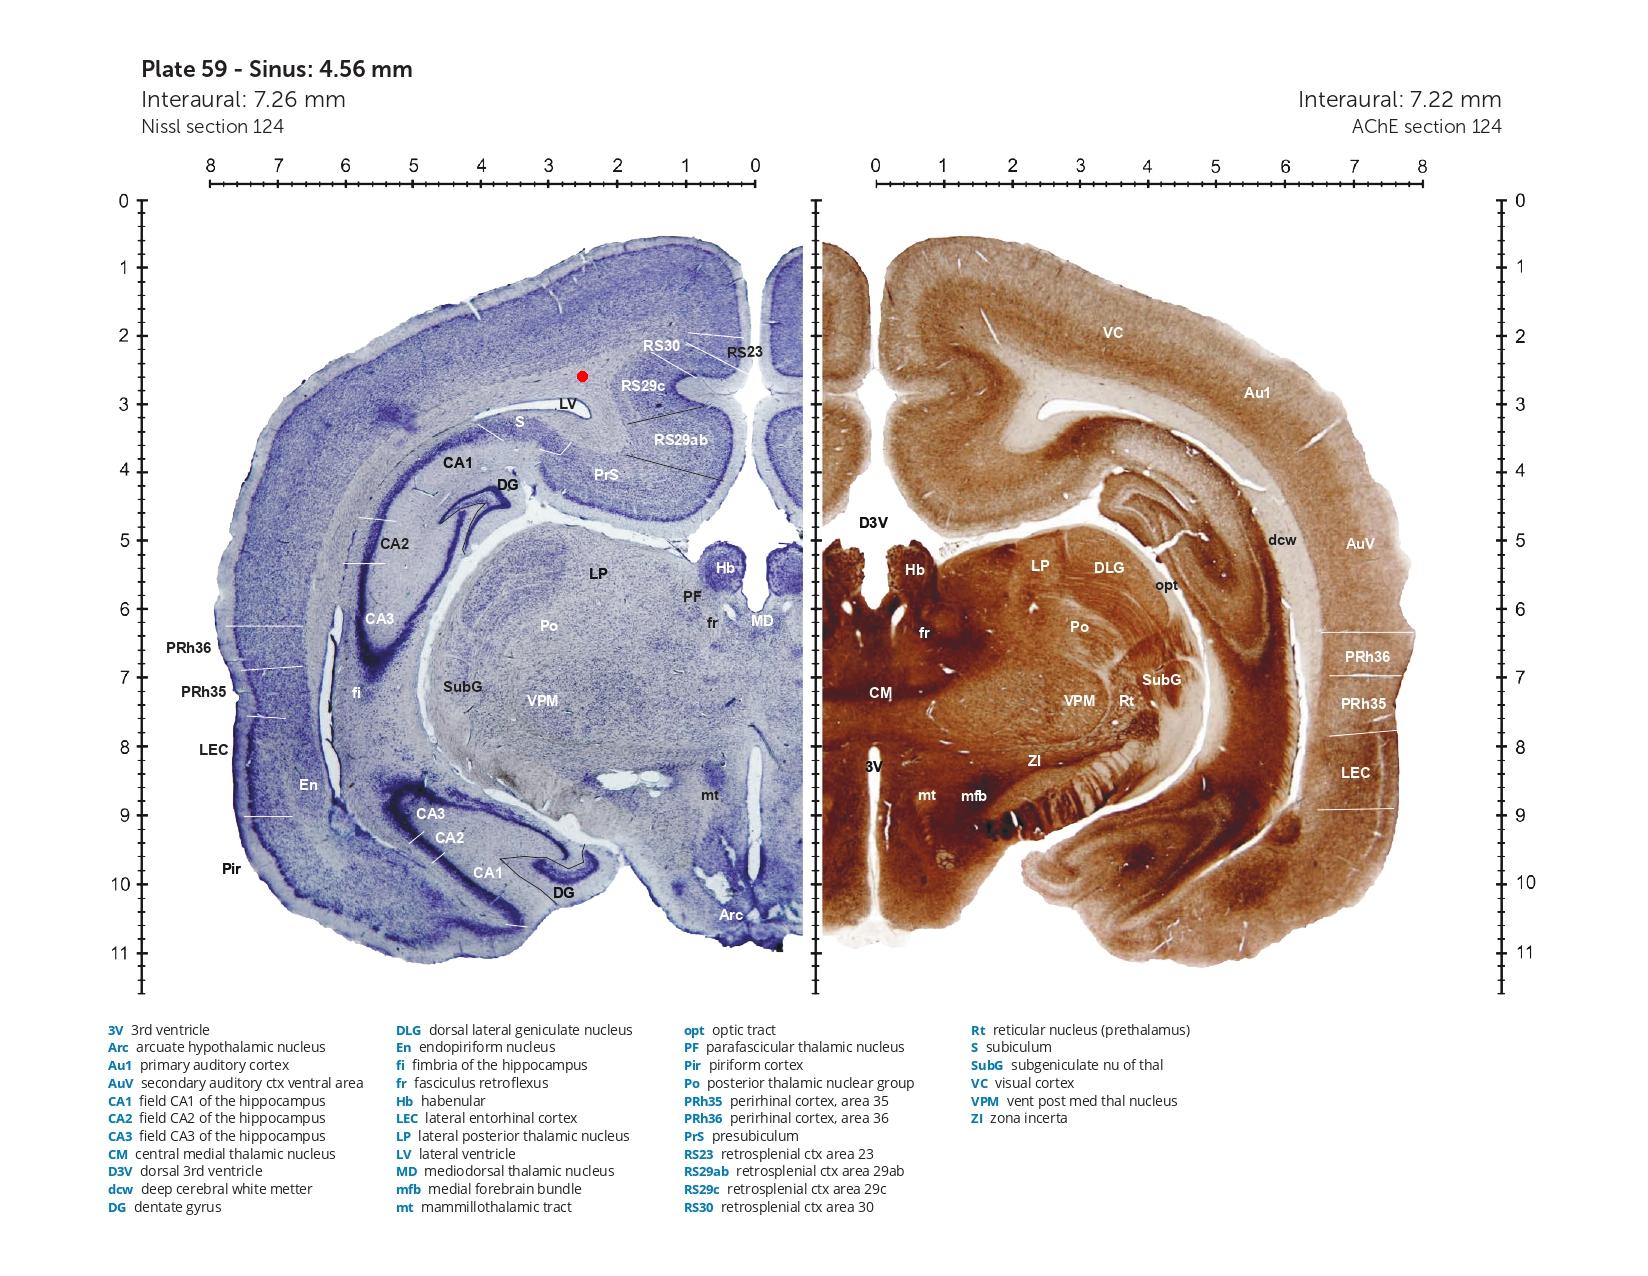 Plate 59 - Sinus: 4.56 mm
Interaural: 7.26 mm
Nissl section 124
Interaural: 7.22 mm
AChE section 124
8 7 6 5 4 3 2 1 0
0 1 2 3 4 5 6 7 8
0
1
2
3
4
5
6
7
8
9
10
11
RS30
RS23
RS29c
LV
S
RS29ab
CA1
PrS
DG
CA2
LP
Hb
PF
CA3
Po
fr
MD
PRh36
SubG
fi
PRh35
VPM
LEC
En
mt
CA3
CA2
Pir
CA1
DG
Arc
VC
Au1
D3V
dcw
AuV
Hb
LP
DLG
opt
Po
fr
PRh36
SubG
CM
VPM
Rt
PRh35
ZI
3V
LEC
mt
mfb
0
1
2
3
4
5
6
7
8
9
10
11
3V 3rd ventricle
Arc arcuate hypothalamic nucleus
Au1 primary auditory cortex
AuV secondary auditory ctx ventral area
CA1 field CA1 of the hippocampus
CA2 field CA2 of the hippocampus
CA3 field CA3 of the hippocampus
CM central medial thalamic nucleus
D3V dorsal 3rd ventricle
dcw deep cerebral white metter
DG dentate gyrus
DLG dorsal lateral geniculate nucleus
En endopiriform nucleus
fi fimbria of the hippocampus
fr fasciculus retroflexus
Hb habenular
LEC lateral entorhinal cortex
LP lateral posterior thalamic nucleus
LV lateral ventricle
MD mediodorsal thalamic nucleus
mfb medial forebrain bundle
mt mammillothalamic tract
opt optic tract
PF parafascicular thalamic nucleus
Pir piriform cortex
Po posterior thalamic nuclear group
PRh35 perirhinal cortex, area 35
PRh36 perirhinal cortex, area 36
PrS presubiculum
RS23 retrosplenial ctx area 23
RS29ab retrosplenial ctx area 29ab
RS29c retrosplenial ctx area 29c
RS30 retrosplenial ctx area 30
Rt reticular nucleus (prethalamus)
S subiculum
SubG subgeniculate nu of thal
VC visual cortex
VPM vent post med thal nucleus
ZI zona incerta